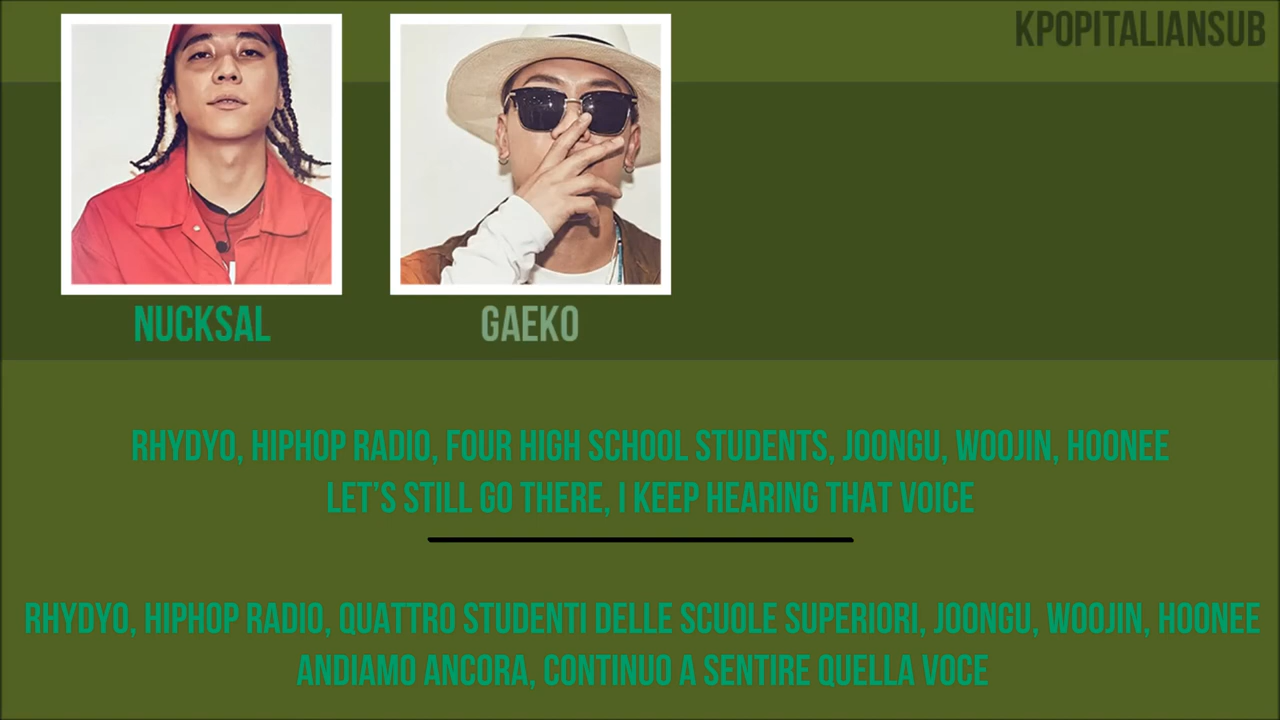 KPOPITALIANSUB
NUCKSAL
GAEKO
RHYDYO, HIPHOP RADIO, FOUR HIGH SCHOOL STUDENTS, JOONGU, WOOJIN, HOONEE
LET'S STILL GO THERE, I KEEP HEARING THAT VOICE
RHYDYO, HIPHOP RADIO, QUATTRO STUDENTI DELLE SCUOLE SUPERIORI, JOONGU, WOOJIN, HOONEE
ANDIAMO ANCORA, CONTINUO A SENTIRE QUELLA VOCE